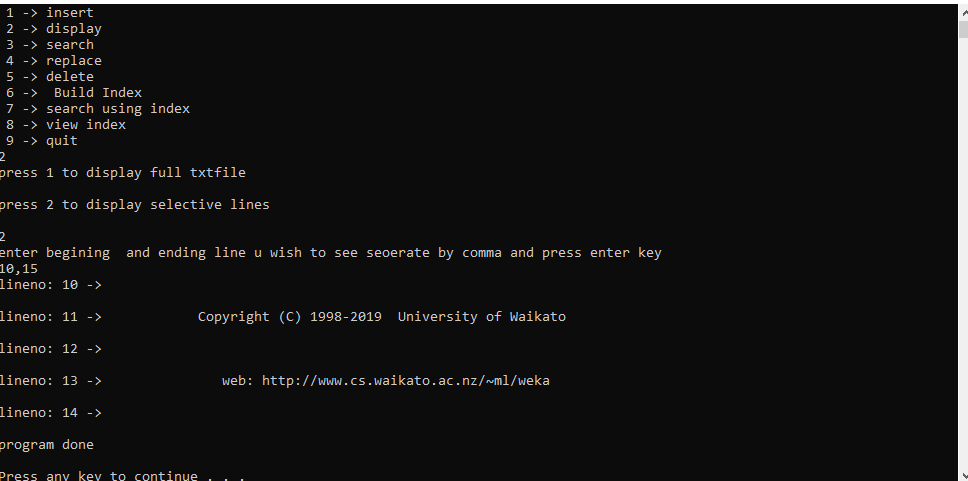 1 -> insert
2 -> display
3 -> search
4 -> replace
5 -> delete
6 ->  Build Index
7 -> search using index
8 -> view index
9 -> quit
2
press 1 to display full txtfile
press 2 to display selective lines
2
enter begining  and ending line u wish to see seoerate by comma and press enter key
10,15
lineno: 10 ->
lineno: 11 ->            Copyright (C) 1998-2019  University of Waikato
lineno: 12 ->
lineno: 13 ->               web: http://www.cs.waikato.ac.nz/~ml/weka
lineno: 14 ->
program done
Press any key to continue . . .